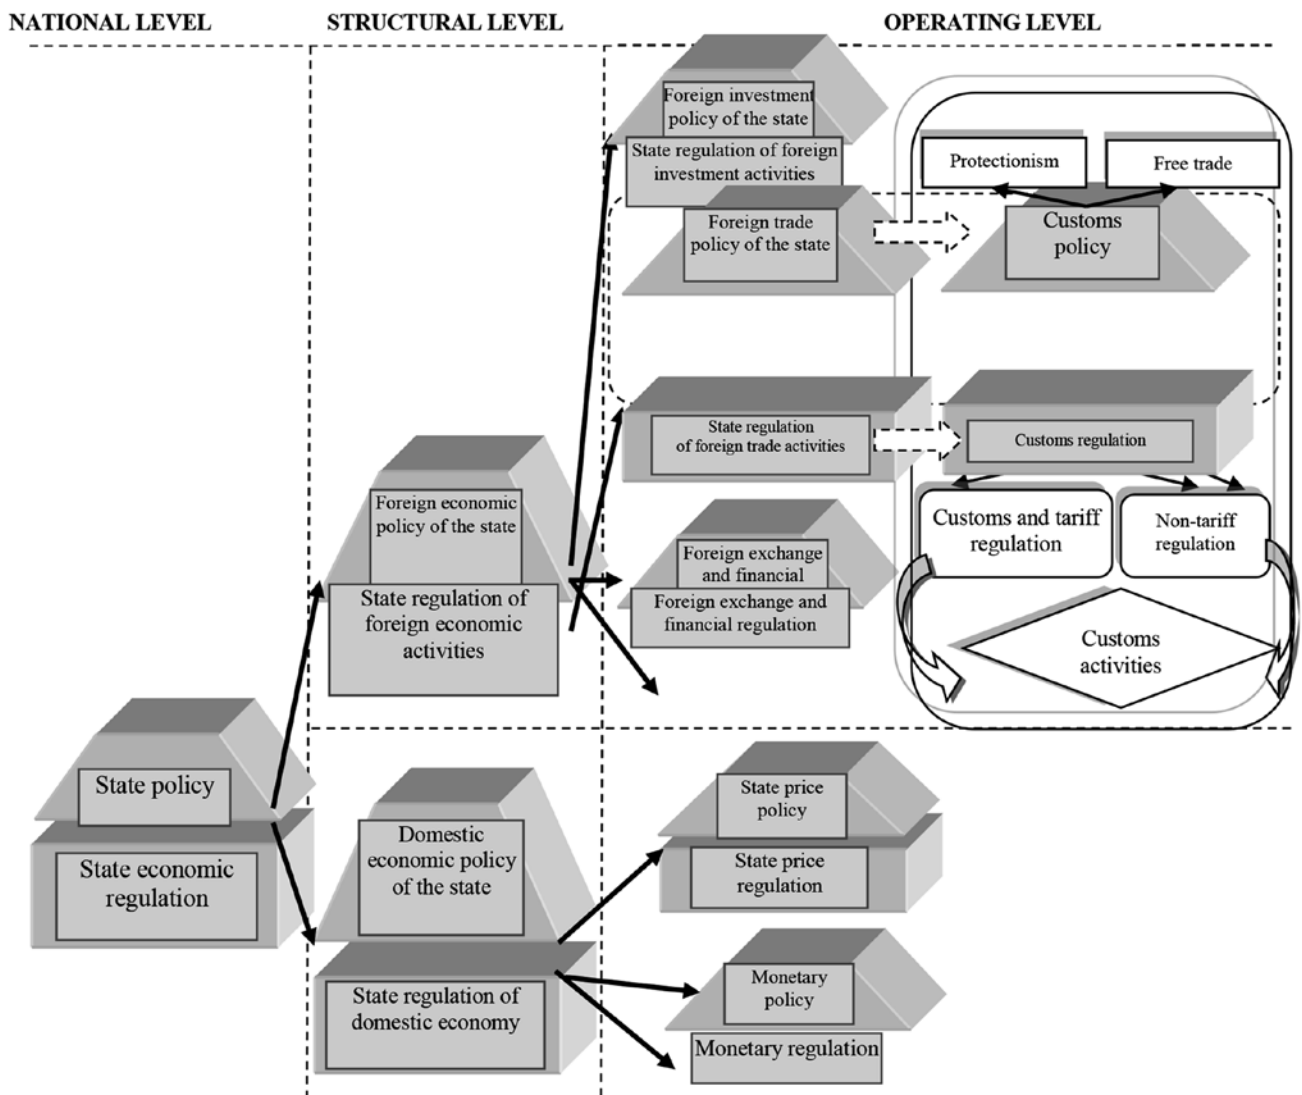 NATIONAL LEVEL
STRUCTURAL LEVEL
OPERATING LEVEL
Foreign investment
policy of the state
State regulation of foreign
investment activities
Protectionism
Free trade
Foreign trade
policy of the state
Customs
policy
State regulation
of foreign trade activities
Customs regulation
Foreign economic
policy of the state
State regulation of
foreign economic
activities
Foreign exchange
and financial
Foreign exchange and
financial regulation
Customs and tariff
regulation
Non-tariff
regulation
Customs
activities
State policy
State economic
regulation
Domestic
economic policy
of the state
State regulation of
domestic economy
State price
policy
State price
regulation
Monetary
policy
Monetary regulation